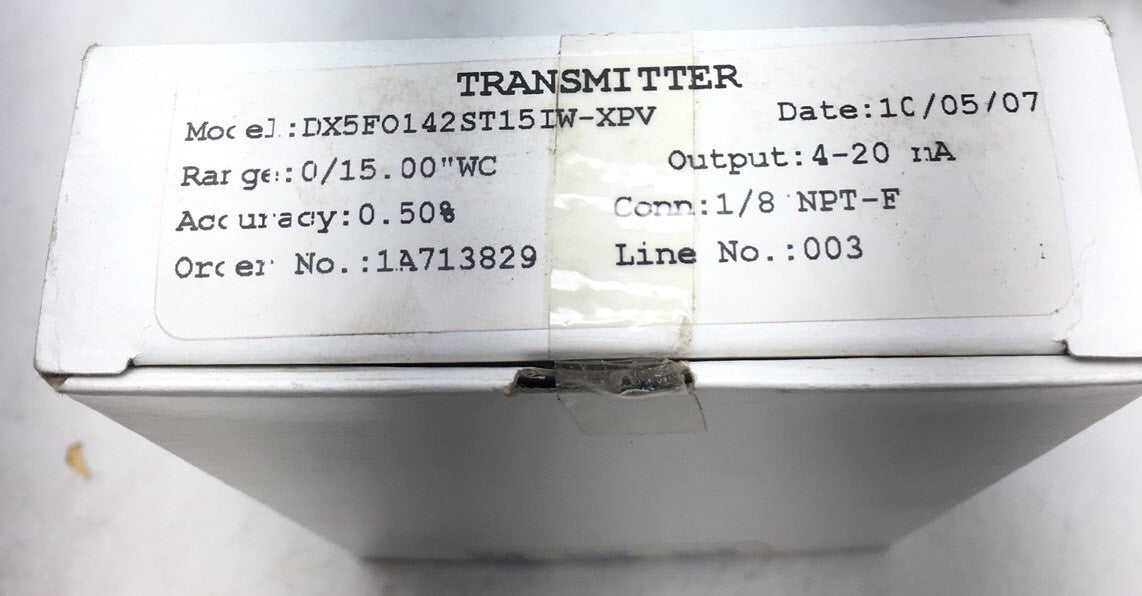 TRANSMITTER
Model:DX5F0142ST15IW-XPV Date:10/05/07
Range:0/15.00"WC Output:4-20 mA
Accuracy:0.50% Conn:1/8 NPT-F
Order No.:1A713829 Line No.:003